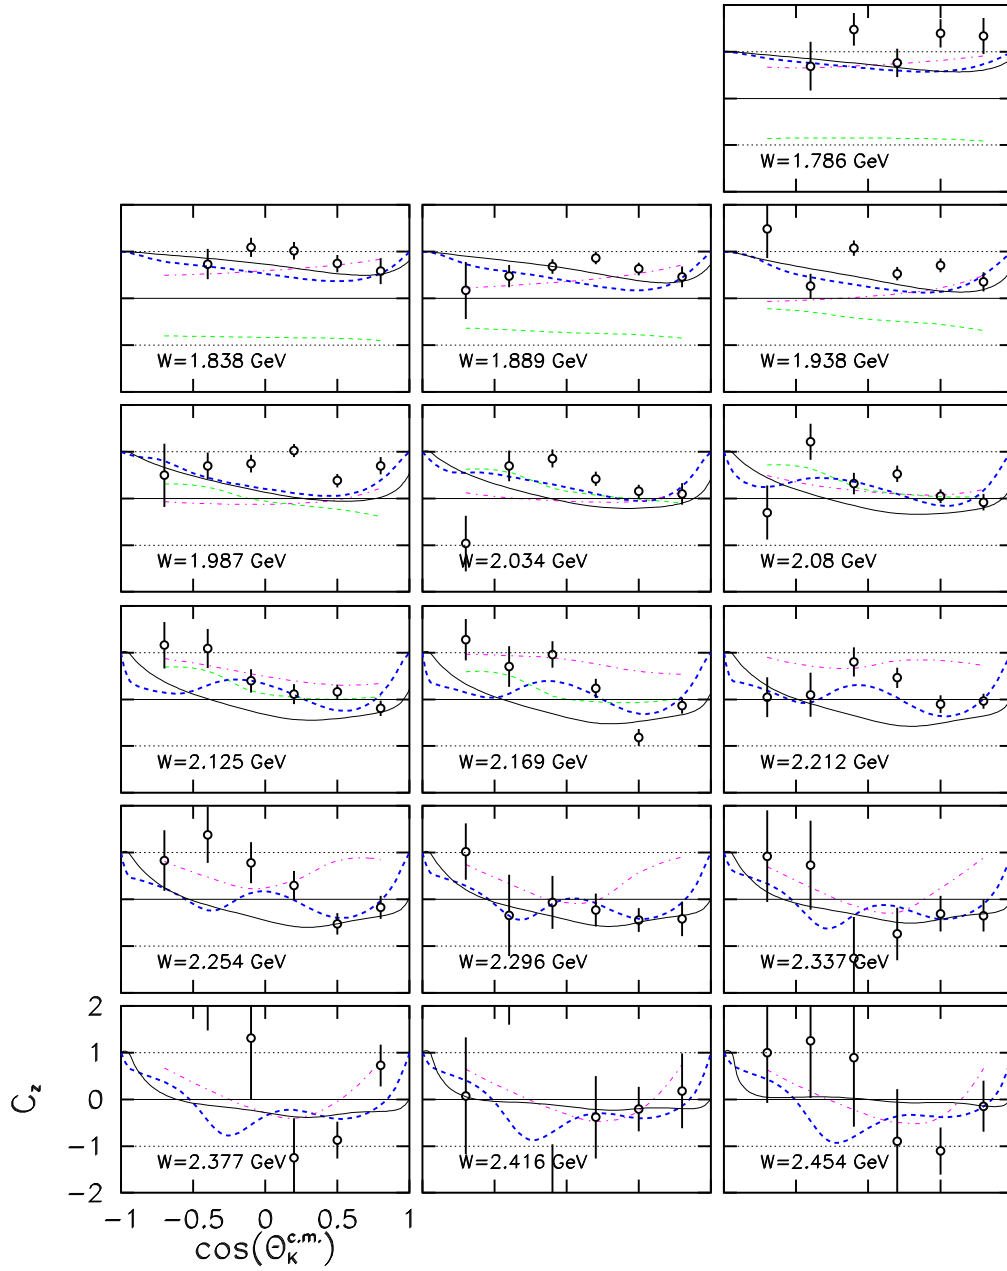 W=1.786 GeV
W=1.838 GeV
W=1.889 GeV
W=1.938 GeV
W=1.987 GeV
W=2.034 GeV
W=2.08 GeV
W=2.125 GeV
W=2.169 GeV
W=2.212 GeV
W=2.254 GeV
W=2.296 GeV
W=2.337 GeV
2
1
0
-1
-2
C_z
W=2.377 GeV
W=2.416 GeV
W=2.454 GeV
-1 -0.5 0 0.5 1
cos(Θ_K^c.m.)